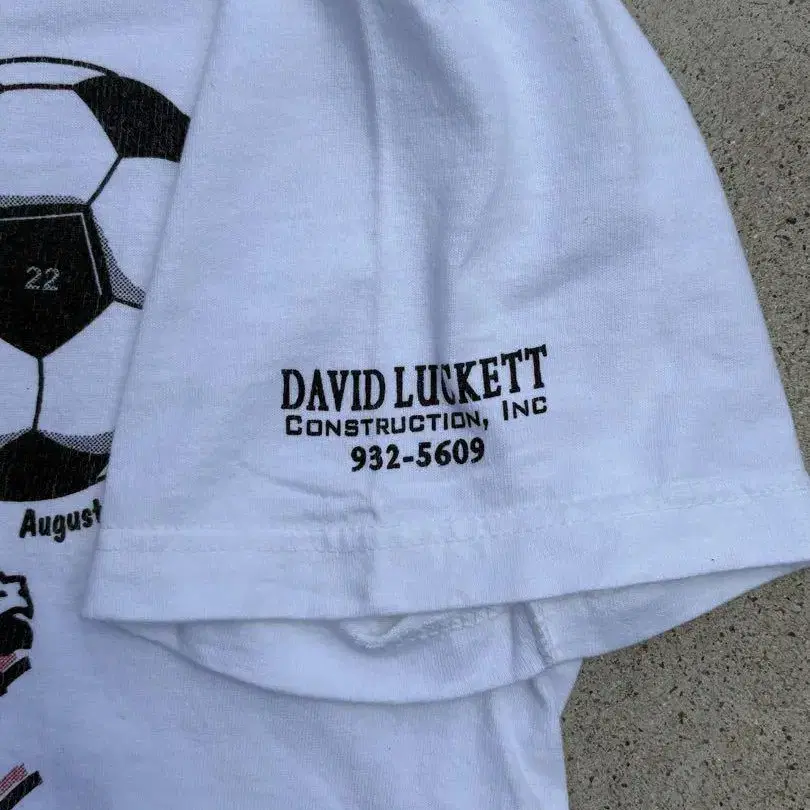 22
DAVID LUCKETT
CONSTRUCTION, INC
932-5609
August